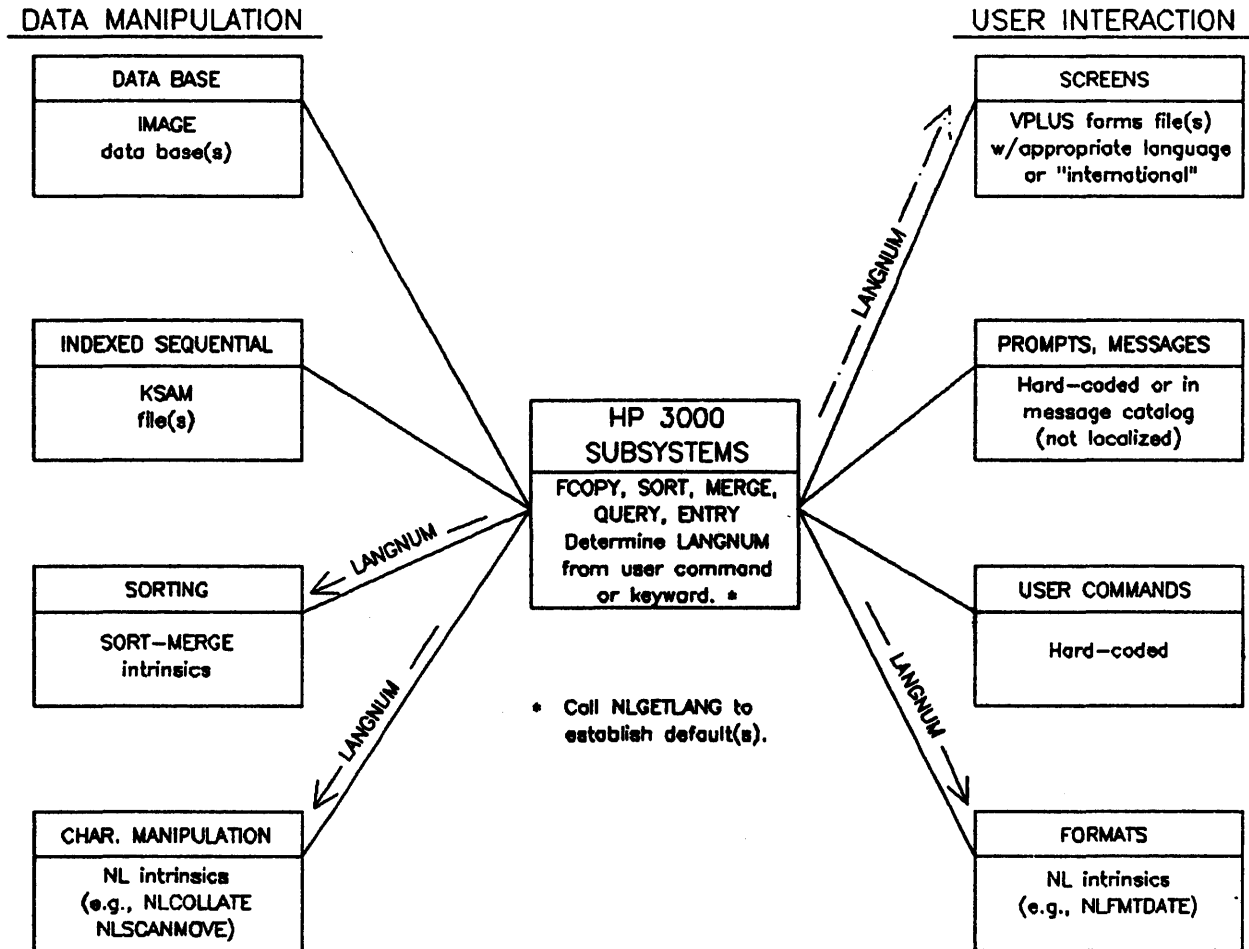 DATA MANIPULATION
DATA BASE
IMAGE
data base(s)
INDEXED SEQUENTIAL
KSAM
file(s)
SORTING
SORT-MERGE
intrinsics
CHAR. MANIPULATION
NL intrinsics
(e.g., NLCOLLATE
NLSCANMOVE)
LANGNUM
LANGNUM
HP 3000
SUBSYSTEMS
FCOPY, SORT, MERGE,
QUERY, ENTRY
Determine LANGNUM
from user command
or keyword. *
* Call NLGETLANG to
establish default(s).
LANGNUM
LANGNUM
USER INTERACTION
SCREENS
VPLUS forms file(s)
w/appropriate language
or "international"
PROMPTS, MESSAGES
Hard-coded or in
message catalog
(not localized)
USER COMMANDS
Hard-coded
FORMATS
NL intrinsics
(e.g., NLFMTDATE)